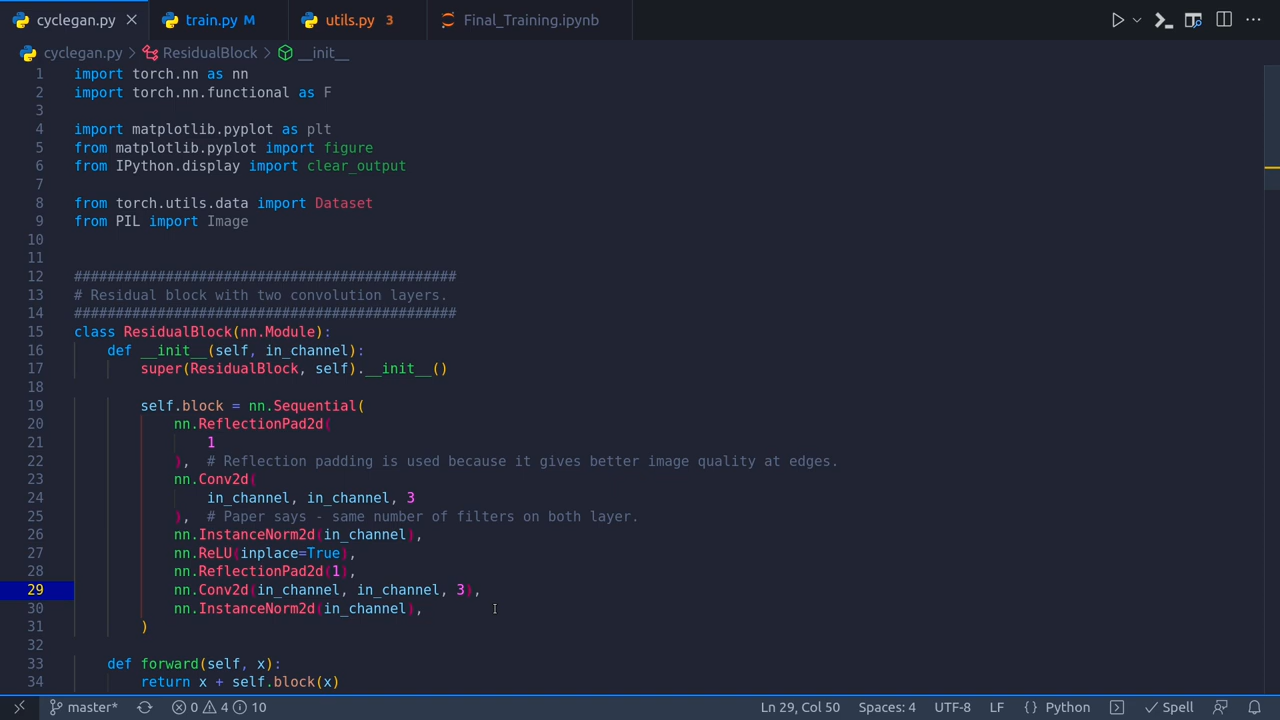 cyclegan.py train.py M utils.py 3 Final_Training.ipynb
cyclegan.py > ResidualBlock > __init__
1 import torch.nn as nn
2 import torch.nn.functional as F
3
4 import matplotlib.pyplot as plt
5 from matplotlib.pyplot import figure
6 from IPython.display import clear_output
7
8 from torch.utils.data import Dataset
9 from PIL import Image
10
11
12 ##############################################
13 # Residual block with two convolution layers.
14 ##############################################
15 class ResidualBlock(nn.Module):
16     def __init__(self, in_channel):
17         super(ResidualBlock, self).__init__()
18
19         self.block = nn.Sequential(
20             nn.ReflectionPad2d(
21                 1
22             ),  # Reflection padding is used because it gives better image quality at edges.
23             nn.Conv2d(
24                 in_channel, in_channel, 3
25             ),  # Paper says - same number of filters on both layer.
26             nn.InstanceNorm2d(in_channel),
27             nn.ReLU(inplace=True),
28             nn.ReflectionPad2d(1),
29             nn.Conv2d(in_channel, in_channel, 3),
30             nn.InstanceNorm2d(in_channel),
31         )
32
33     def forward(self, x):
34         return x + self.block(x)
master* 0 4 10 Ln 29, Col 50 Spaces: 4 UTF-8 LF {} Python Spell